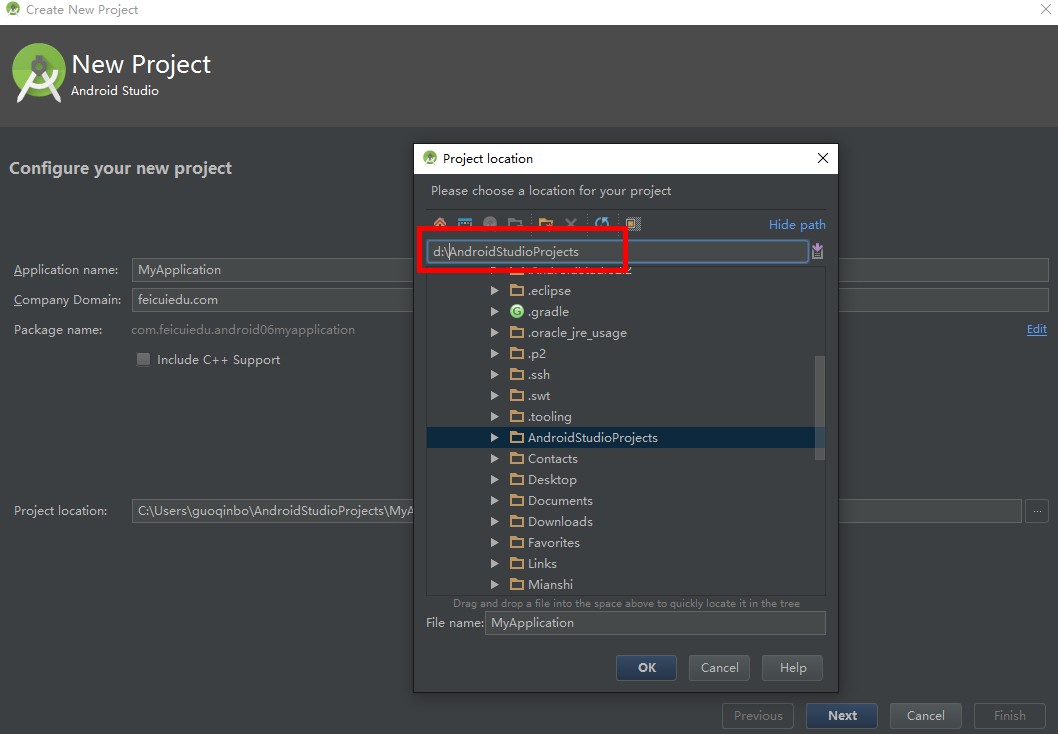 Create New Project
New Project
Android Studio
Configure your new project
Application name: MyApplication
Company Domain: feicuiedu.com
Package name: com.feicuiedu.android06myapplication
Edit
Include C++ Support
Project location: C:\Users\guoqinbo\AndroidStudioProjects\MyA
...
Project location
Please choose a location for your project
Hide path
d:\AndroidStudioProjects
.eclipse
.gradle
.oracle_jre_usage
.p2
.ssh
.swt
.tooling
AndroidStudioProjects
Contacts
Desktop
Documents
Downloads
Favorites
Links
Mianshi
Drag and drop a file into the space above to quickly locate it in the tree
File name: MyApplication
OK Cancel Help
Previous Next Cancel Finish